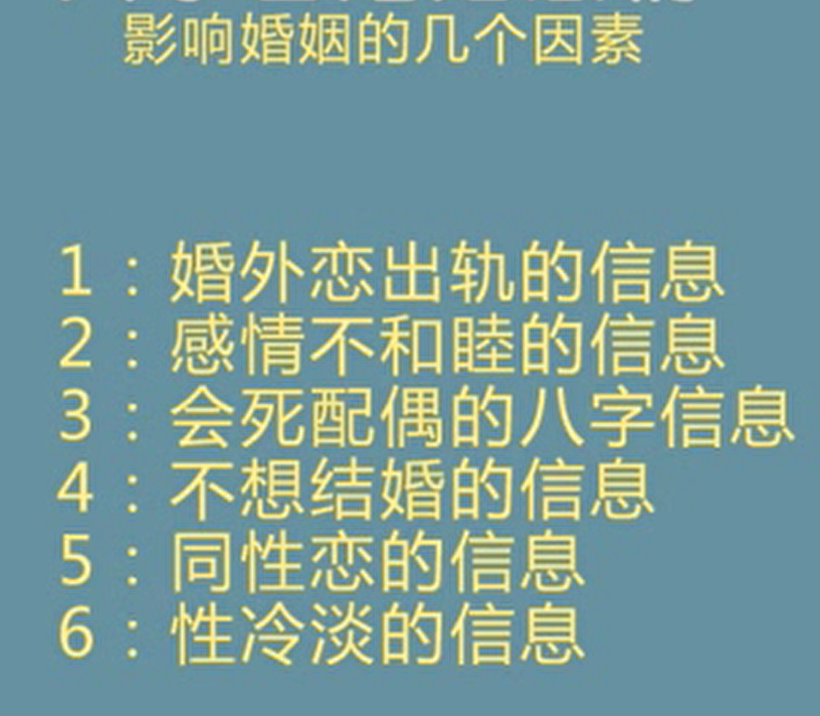 影响婚姻的几个因素
1：婚外恋出轨的信息
2：感情不和睦的信息
3：会死配偶的八字信息
4：不想结婚的信息
5：同性恋的信息
6：性冷淡的信息